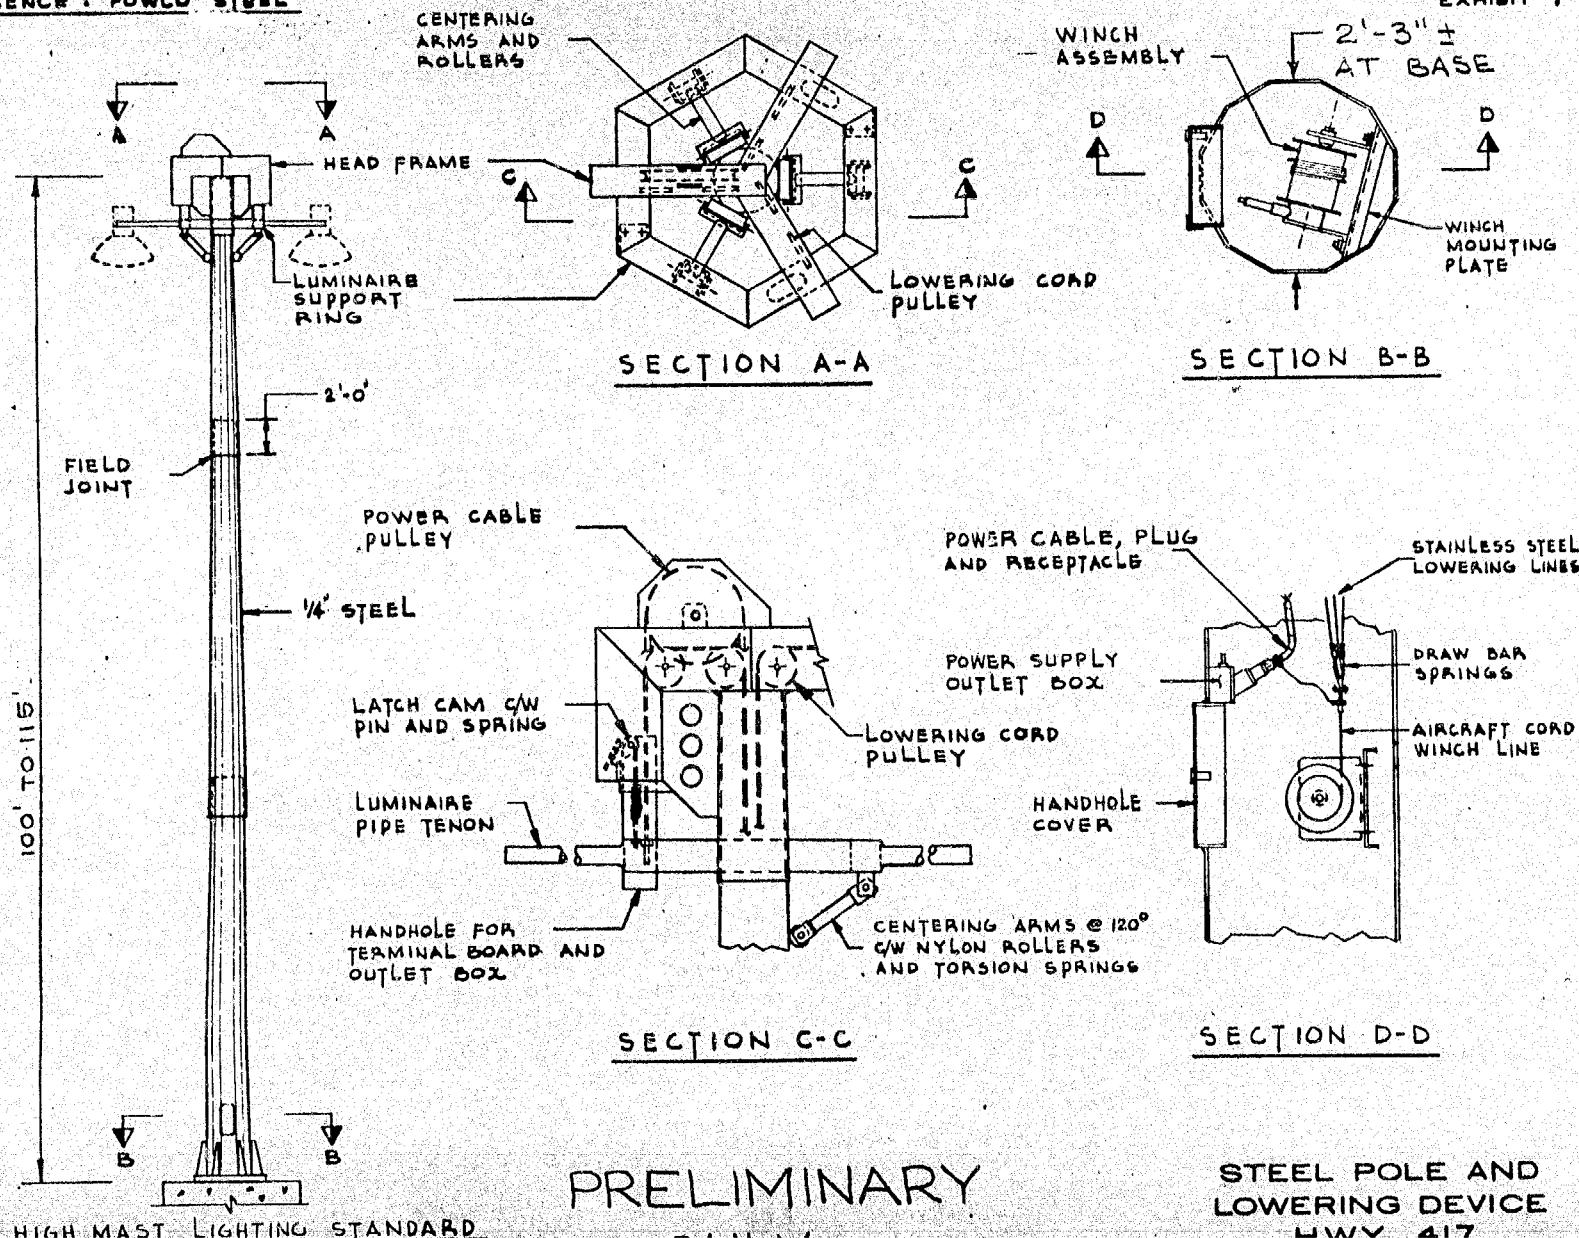 POWCO STEEL
EXHIBIT
CENTERING
ARMS AND
ROLLERS
WINCH
ASSEMBLY
2'-3" ±
AT BASE
A
A
HEAD FRAME
C
C
D
D
LUMINAIRE
SUPPORT
RING
LOWERING CORD
PULLEY
WINCH
MOUNTING
PLATE
SECTION A-A
SECTION B-B
2'-0"
FIELD
JOINT
POWER CABLE
PULLEY
POWER CABLE, PLUG
AND RECEPTACLE
STAINLESS STEEL
LOWERING LINES
1/4" STEEL
POWER SUPPLY
OUTLET BOX
DRAW BAR
SPRINGS
LATCH CAM C/W
PIN AND SPRING
LOWERING CORD
PULLEY
AIRCRAFT CORD
WINCH LINE
100' TO 115'
LUMINAIRE
PIPE TENON
HANDHOLE
COVER
HANDHOLE FOR
TERMINAL BOARD AND
OUTLET BOX
CENTERING ARMS @ 120°
C/W NYLON ROLLERS
AND TORSION SPRINGS
SECTION C-C
SECTION D-D
B
B
PRELIMINARY
STEEL POLE AND
LOWERING DEVICE
HWY 417
HIGH MAST LIGHTING STANDARD